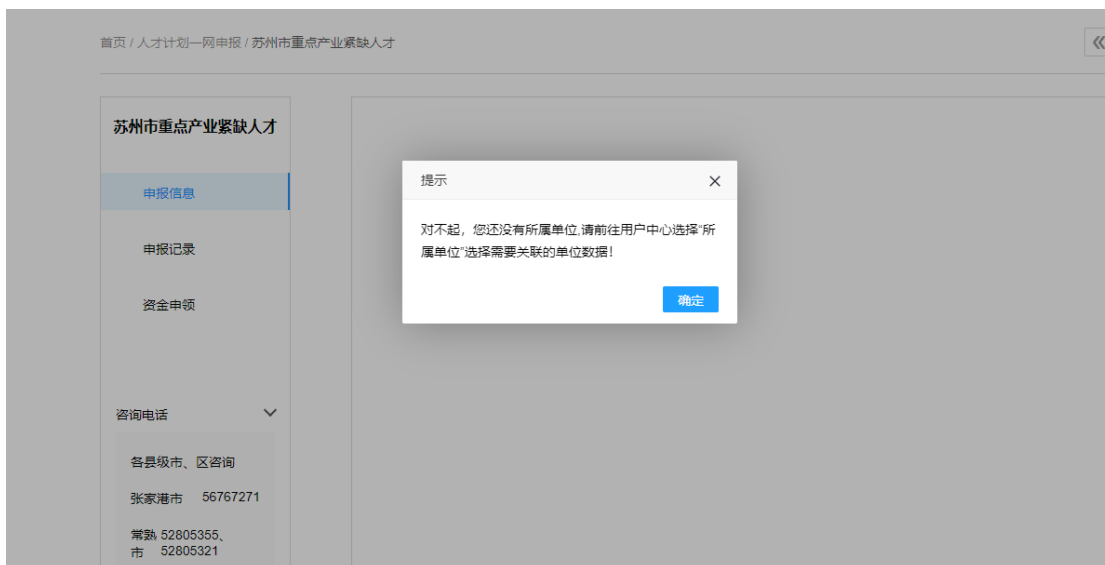 首页 / 人才计划—网申报 / 苏州市重点产业紧缺人才
苏州市重点产业紧缺人才
申报信息
申报记录
资金申领
咨询电话
各县级市、区咨询
张家港市 56767271
常熟 52805355、
市 52805321
提示
对不起，您还没有所属单位,请前往用户中心选择“所
属单位”选择需要关联的单位数据！
确定